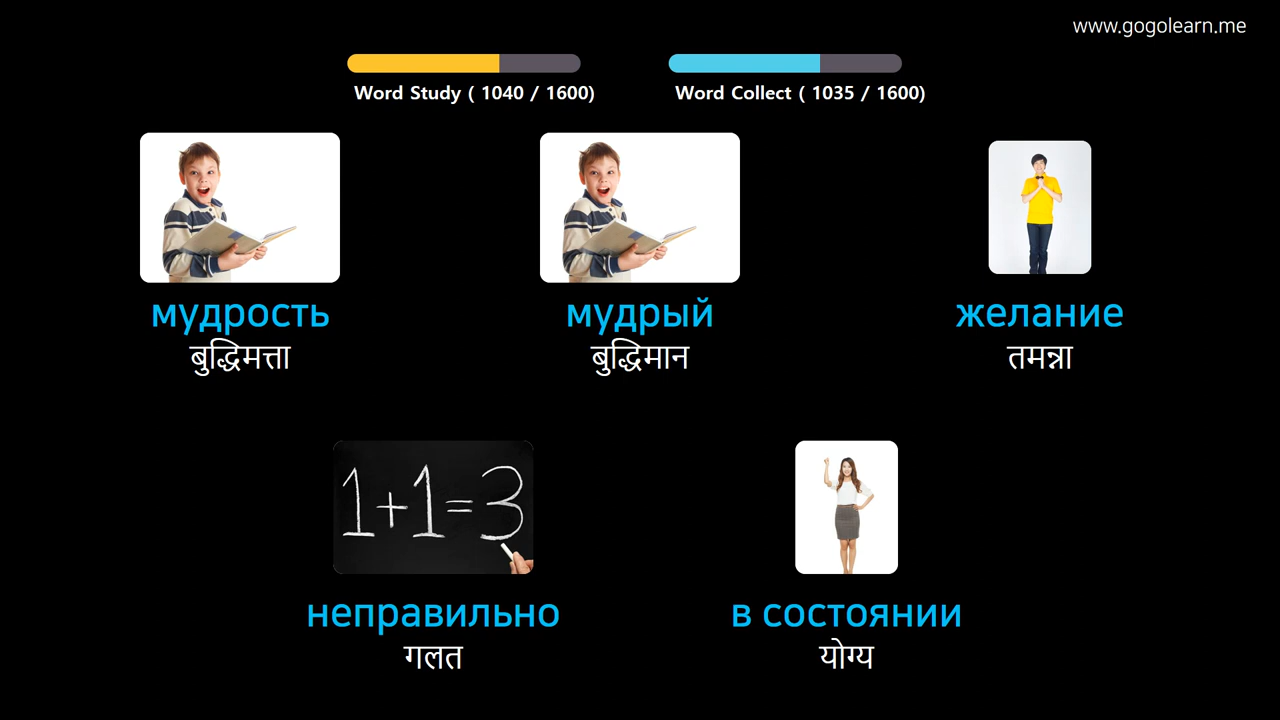 www.gogolearn.me
Word Study ( 1040 / 1600)
Word Collect ( 1035 / 1600)
мудрость
बुद्धिमत्ता
мудрый
बुद्धिमान
желание
तमन्ना
1+1=3
неправильно
गलत
в состоянии
योग्य